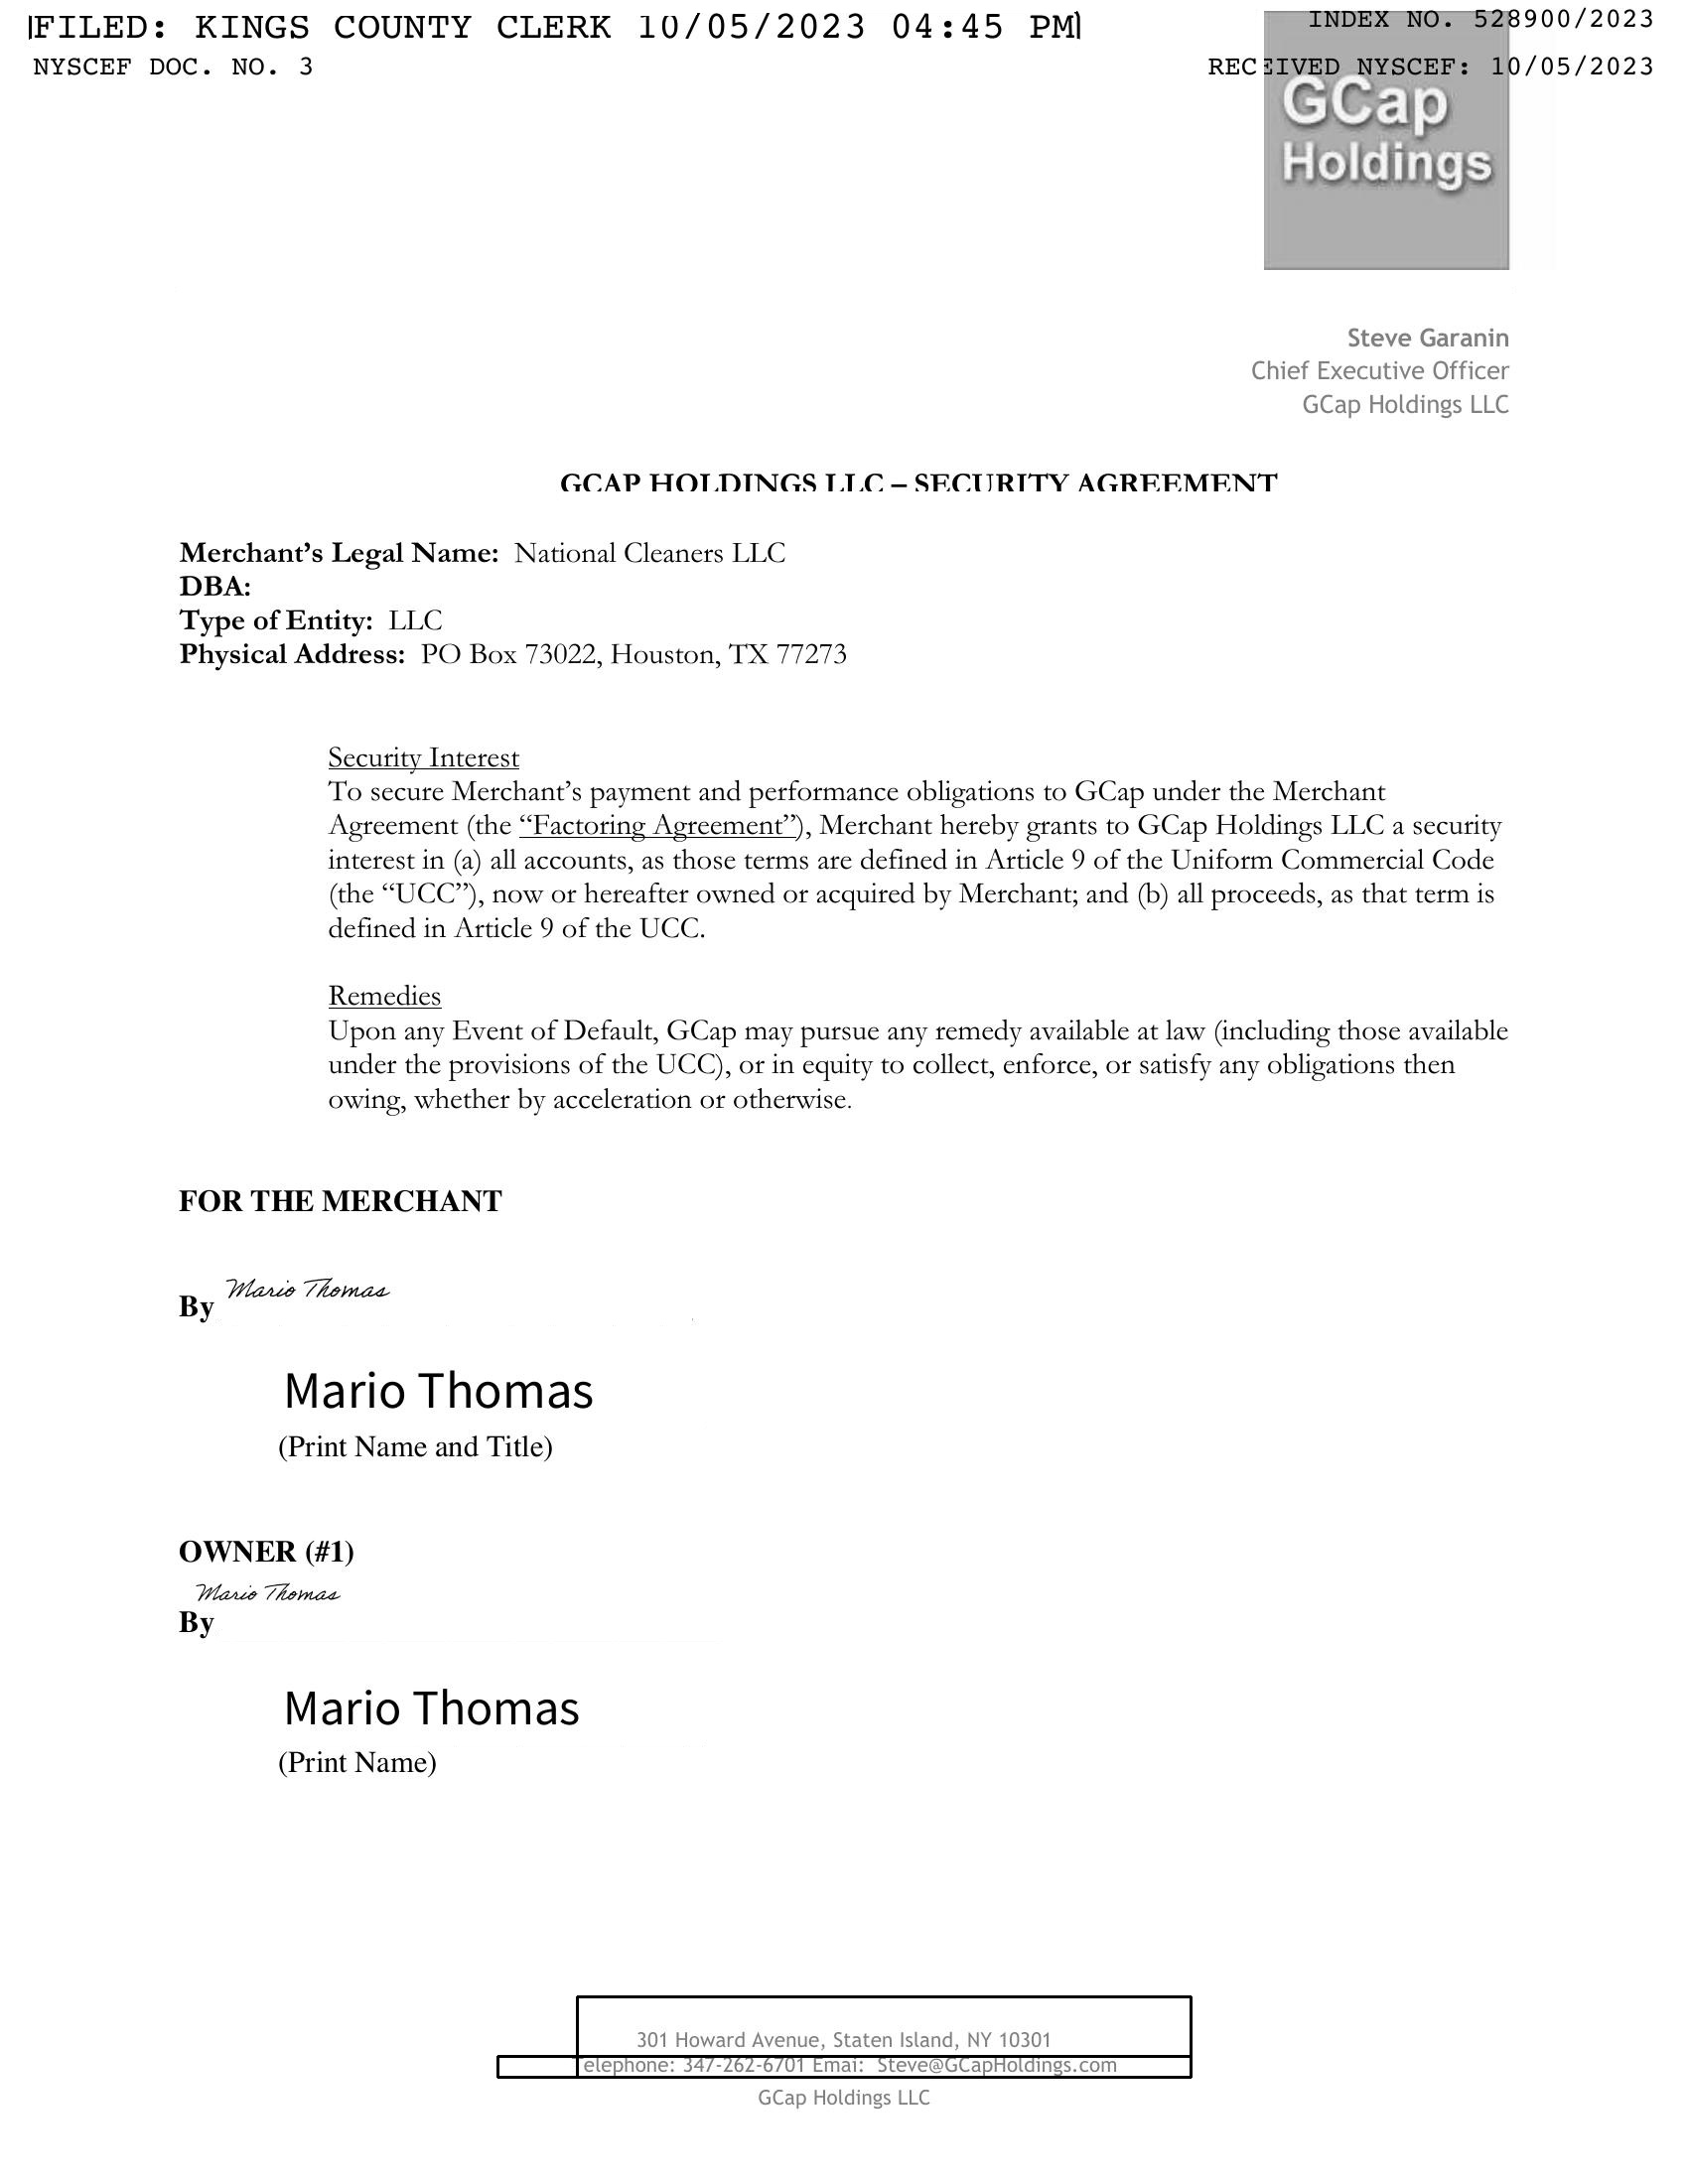 FILED: KINGS COUNTY CLERK 10/05/2023 04:45 PM
INDEX NO. 528900/2023
NYSCEF DOC. NO. 3
RECEIVED NYSCEF: 10/05/2023
GCap
Holdings
Steve Garanin
Chief Executive Officer
GCap Holdings LLC
GCAP HOLDINGS LLC – SECURITY AGREEMENT
Merchant’s Legal Name: National Cleaners LLC
DBA:
Type of Entity: LLC
Physical Address: PO Box 73022, Houston, TX 77273
Security Interest
To secure Merchant’s payment and performance obligations to GCap under the Merchant
Agreement (the “Factoring Agreement”), Merchant hereby grants to GCap Holdings LLC a security
interest in (a) all accounts, as those terms are defined in Article 9 of the Uniform Commercial Code
(the “UCC”), now or hereafter owned or acquired by Merchant; and (b) all proceeds, as that term is
defined in Article 9 of the UCC.
Remedies
Upon any Event of Default, GCap may pursue any remedy available at law (including those available
under the provisions of the UCC), or in equity to collect, enforce, or satisfy any obligations then
owing, whether by acceleration or otherwise.
FOR THE MERCHANT
By Mario Thomas
Mario Thomas
(Print Name and Title)
OWNER (#1)
Mario Thomas
By
Mario Thomas
(Print Name)
301 Howard Avenue, Staten Island, NY 10301
Telephone: 347-262-6701 Emai: Steve@GCapHoldings.com
GCap Holdings LLC